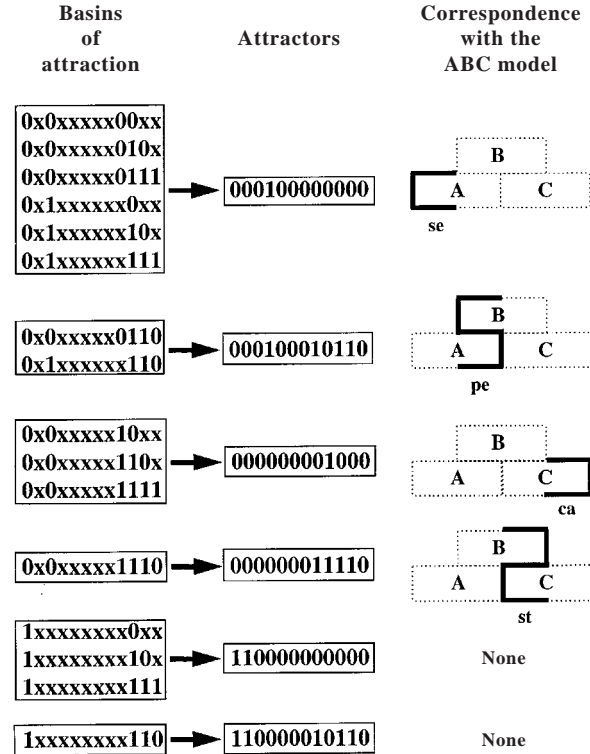 Basins
of
attraction
Attractors
Correspondence
with the
ABC model
0x0xxxxx00xx
0x0xxxxx010x
0x0xxxxx0111
0x1xxxxxx0xx
0x1xxxxxx10x
0x1xxxxxx111
000100000000
B
A C
se
0x0xxxxx0110
0x1xxxxxx110
000100010110
B
A C
pe
0x0xxxxx10xx
0x0xxxxx110x
0x0xxxxx1111
000000001000
B
A C
ca
0x0xxxxx1110
000000011110
B
A C
st
1xxxxxxxx0xx
1xxxxxxxx10x
1xxxxxxxx111
110000000000
None
1xxxxxxxx110
110000010110
None